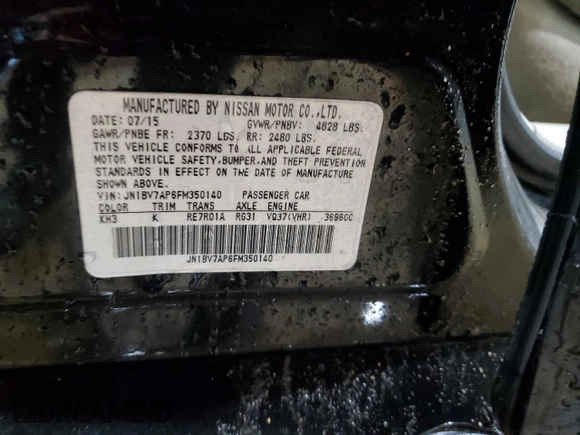 MANUFACTURED BY NISSAN MOTOR CO.,LTD.
DATE: 07/15 GVWR/PNBV: 4828 LBS.
GAWR/PNBE FR: 2370 LBS. RR: 2480 LBS.
THIS VEHICLE CONFORMS TO ALL APPLICABLE FEDERAL
MOTOR VEHICLE SAFETY, BUMPER, AND THEFT PREVENTION
STANDARDS IN EFFECT ON THE DATE OF MANUFACTURE
SHOWN ABOVE.
VIN: JN1BV7AP6FM350140 PASSENGER CAR
COLOR TRIM TRANS AXLE ENGINE
KH3 K RE7R01A R631 VQ37(VHR) 3696CC
JN1BV7AP6FM350140